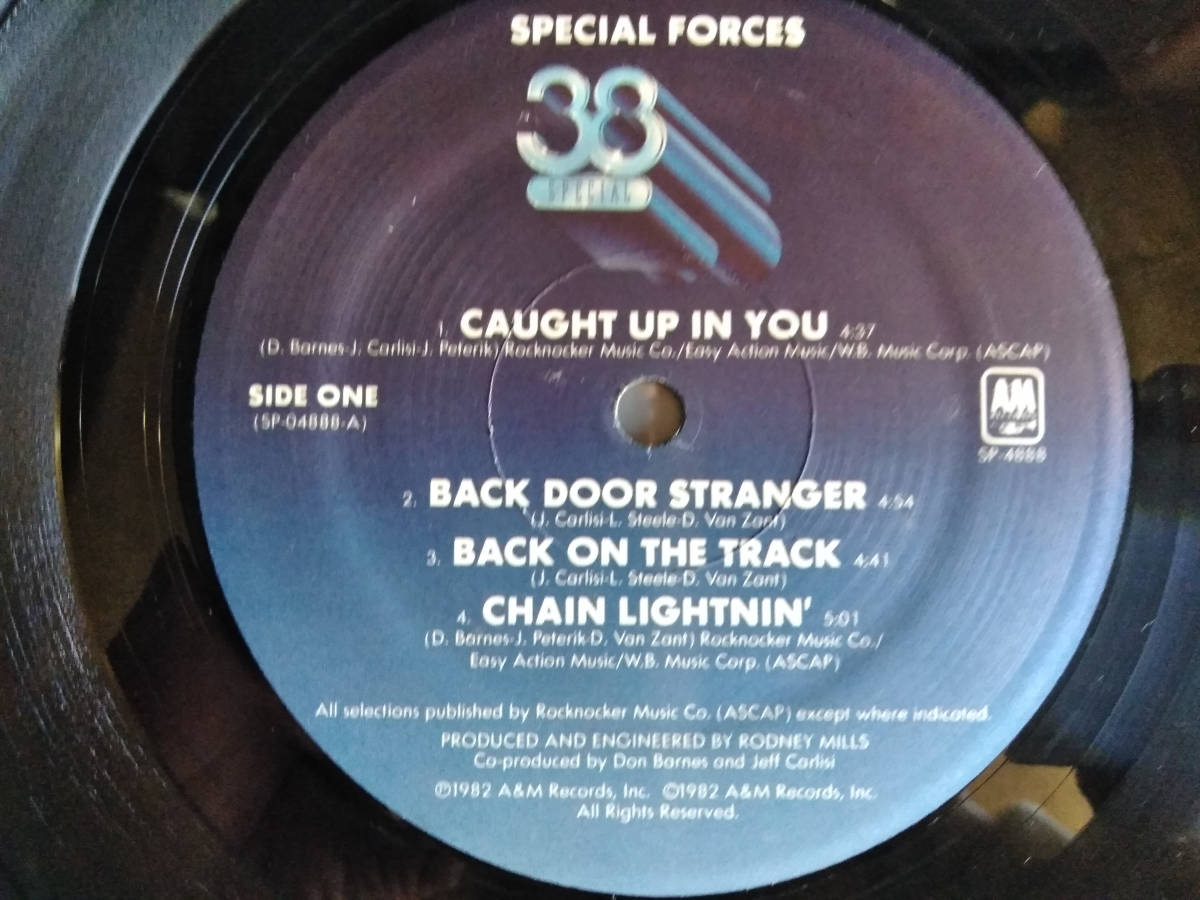 SPECIAL FORCES
38
SPECIAL
1. CAUGHT UP IN YOU 4:37
(D. Barnes-J. Carlisi-J. Peterik) Rocknocker Music Co./Easy Action Music/W.B. Music Corp. (ASCAP)
SIDE ONE
(SP-04888-A)
A&M
Records
SP-4888
2. BACK DOOR STRANGER 4:54
(J. Carlisi-L. Steele-D. Van Zant)
3. BACK ON THE TRACK 4:41
(J. Carlisi-L. Steele-D. Van Zant)
4. CHAIN LIGHTNIN' 5:01
(D. Barnes-J. Peterik-D. Van Zant) Rocknocker Music Co./
Easy Action Music/W.B. Music Corp. (ASCAP)
All selections published by Rocknocker Music Co. (ASCAP) except where indicated.
PRODUCED AND ENGINEERED BY RODNEY MILLS
Co-produced by Don Barnes and Jeff Carlisi
℗1982 A&M Records, Inc. ©1982 A&M Records, Inc.
All Rights Reserved.